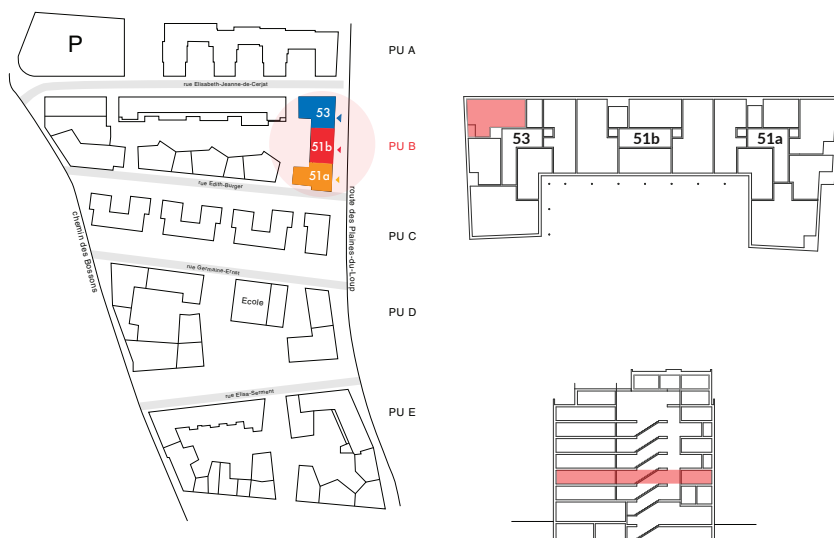 P
PU A
rue Elisabeth-Jeanne-de-Cerjat
53
51b
PU B
51a
rue Edith-Burger
route des Plaines-du-Loup
chemin des Bossons
PU C
rue Germaine-Ernst
Ecole
PU D
rue Elisa-Serment
PU E
53
51b
51a